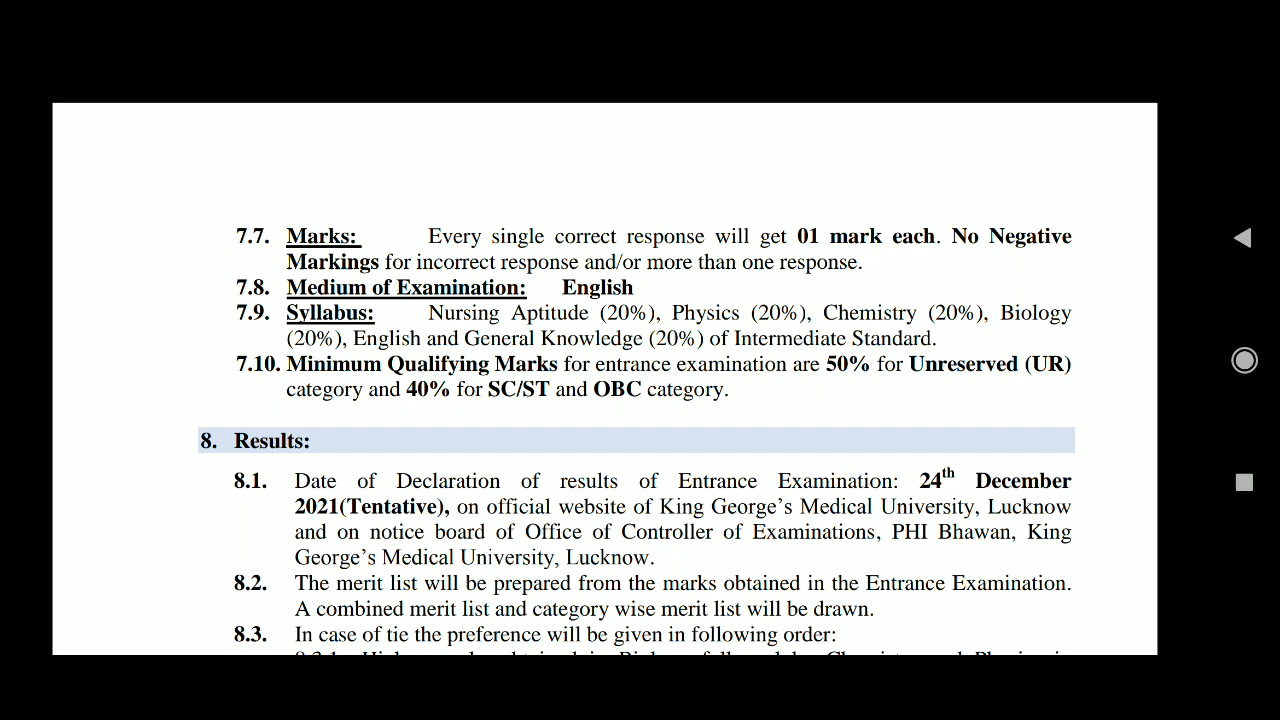 7.7. Marks: Every single correct response will get 01 mark each. No Negative
Markings for incorrect response and/or more than one response.
7.8. Medium of Examination: English
7.9. Syllabus: Nursing Aptitude (20%), Physics (20%), Chemistry (20%), Biology
(20%), English and General Knowledge (20%) of Intermediate Standard.
7.10. Minimum Qualifying Marks for entrance examination are 50% for Unreserved (UR)
category and 40% for SC/ST and OBC category.
8. Results:
8.1. Date of Declaration of results of Entrance Examination: 24th December
2021(Tentative), on official website of King George's Medical University, Lucknow
and on notice board of Office of Controller of Examinations, PHI Bhawan, King
George's Medical University, Lucknow.
8.2. The merit list will be prepared from the marks obtained in the Entrance Examination.
A combined merit list and category wise merit list will be drawn.
8.3. In case of tie the preference will be given in following order: